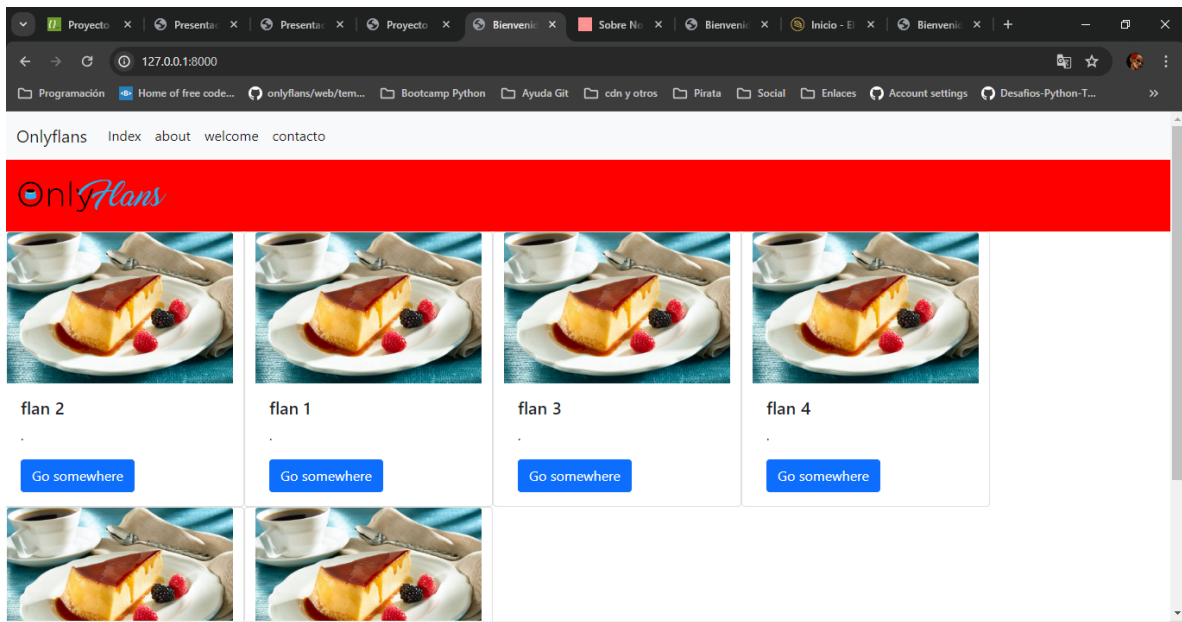 Proyecto
Presentac
Presentac
Proyecto
Bienvenic
Sobre No
Bienvenic
Inicio - El
Bienvenic
127.0.0.1:8000
Programación
Home of free code...
onlyflans/web/tem...
Bootcamp Python
Ayuda Git
cdn y otros
Pirata
Social
Enlaces
Account settings
Desafios-Python-T...
Onlyflans Index about welcome contacto
OnlyFlans
flan 2
.
Go somewhere
flan 1
.
Go somewhere
flan 3
.
Go somewhere
flan 4
.
Go somewhere